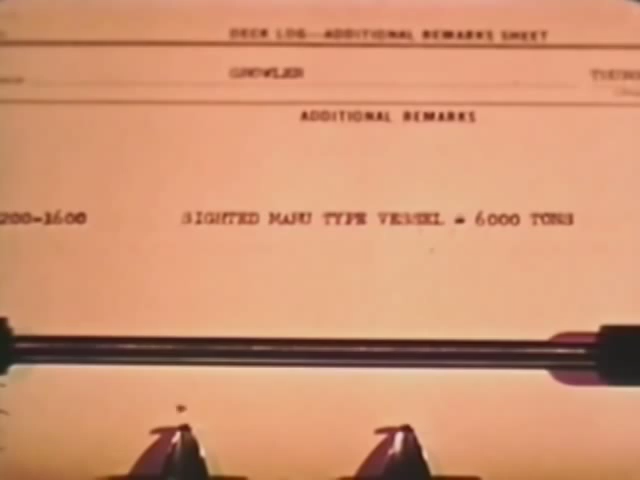 DECK LOG—ADDITIONAL REMARKS SHEET
GROWLER
ADDITIONAL REMARKS
200-1600 SIGHTED MARU TYPE VESSEL - 6000 TONS